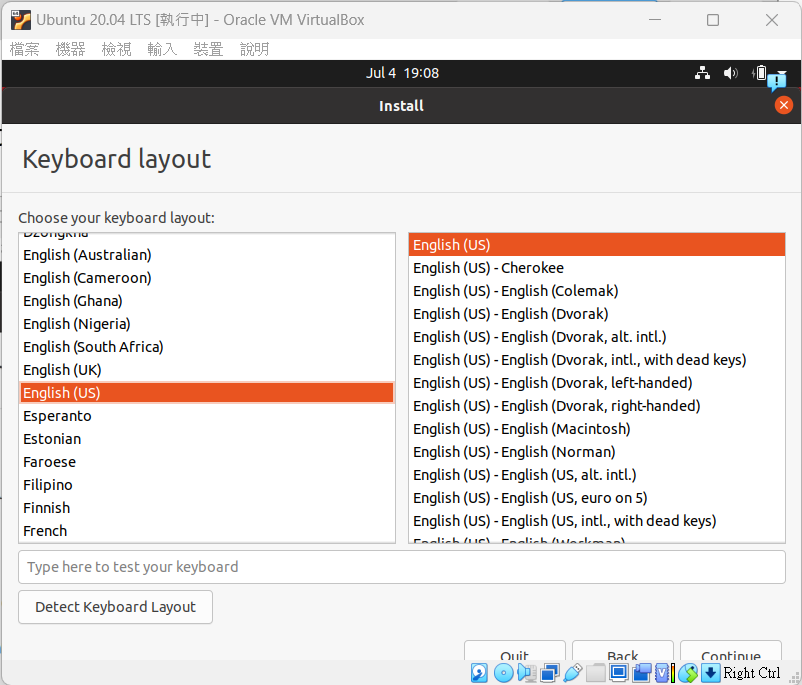 Ubuntu 20.04 LTS [執行中] - Oracle VM VirtualBox
檔案 機器 檢視 輸入 裝置 說明
Jul 4 19:08
Install
Keyboard layout
Choose your keyboard layout:
Dzongkha
English (Australian)
English (Cameroon)
English (Ghana)
English (Nigeria)
English (South Africa)
English (UK)
English (US)
Esperanto
Estonian
Faroese
Filipino
Finnish
French
English (US)
English (US) - Cherokee
English (US) - English (Colemak)
English (US) - English (Dvorak)
English (US) - English (Dvorak, alt. intl.)
English (US) - English (Dvorak, intl., with dead keys)
English (US) - English (Dvorak, left-handed)
English (US) - English (Dvorak, right-handed)
English (US) - English (Macintosh)
English (US) - English (Norman)
English (US) - English (US, alt. intl.)
English (US) - English (US, euro on 5)
English (US) - English (US, intl., with dead keys)
English (US) - English (Workman)
Type here to test your keyboard
Detect Keyboard Layout
Quit Back Continue
Right Ctrl